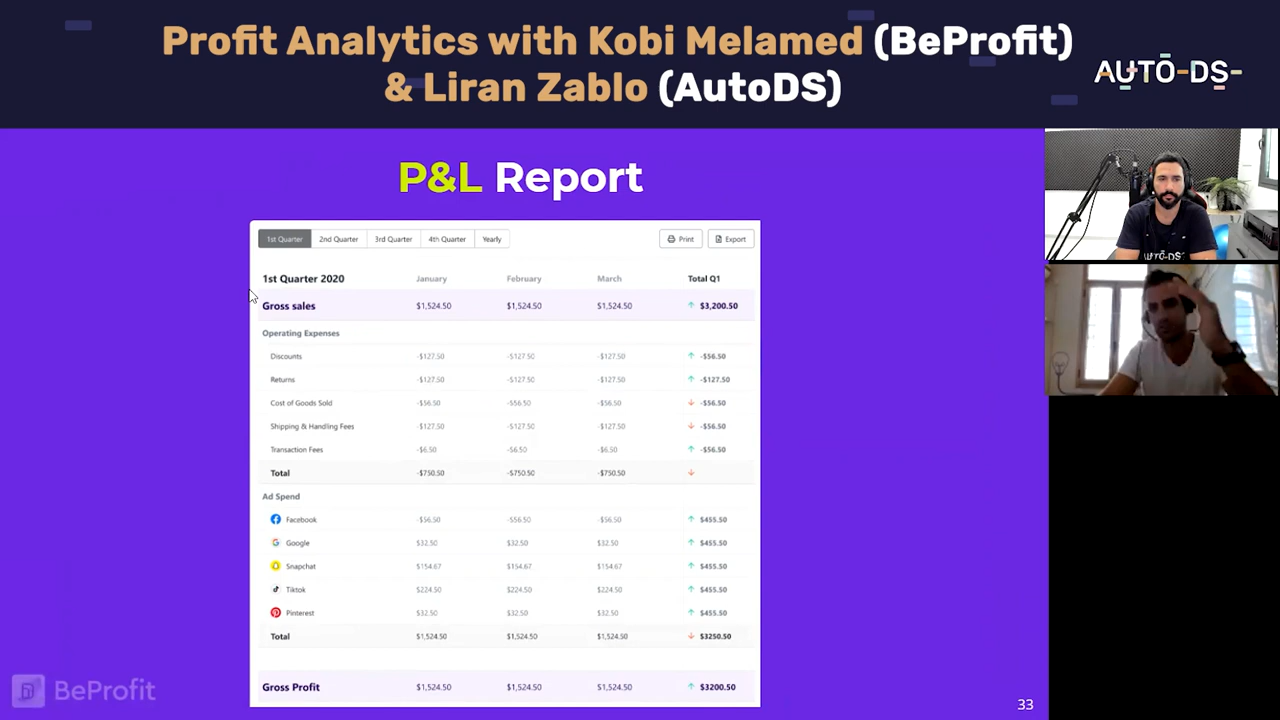 Profit Analytics with Kobi Melamed (BeProfit)
& Liran Zablo (AutoDS)
AUTO-DS-
P&L Report
1st Quarter 2nd Quarter 3rd Quarter 4th Quarter Yearly Print Export
1st Quarter 2020 January February March Total Q1
Gross sales $1,524.50 $1,524.50 $1,524.50 $3,200.50
Operating Expenses
Discounts -$127.50 -$127.50 -$127.50 -$56.50
Returns -$127.50 -$127.50 -$127.50 -$127.50
Cost of Goods Sold -$56.50 -$56.50 -$56.50 -$56.50
Shipping & Handling Fees -$127.50 -$127.50 -$127.50 -$56.50
Transaction Fees -$6.50 -$6.50 -$6.50 -$56.50
Total -$750.50 -$750.50 -$750.50
Ad Spend
Facebook -$56.50 -$56.50 -$56.50 $455.50
Google $32.50 $32.50 $32.50 $455.50
Snapchat $154.67 $154.67 $154.67 $455.50
Tiktok $224.50 $224.50 $224.50 $455.50
Pinterest $32.50 $32.50 $32.50 $455.50
Total $1,524.50 $1,524.50 $1,524.50 $3250.50
Gross Profit $1,524.50 $1,524.50 $1,524.50 $3200.50
BeProfit
33
AUTO-DS